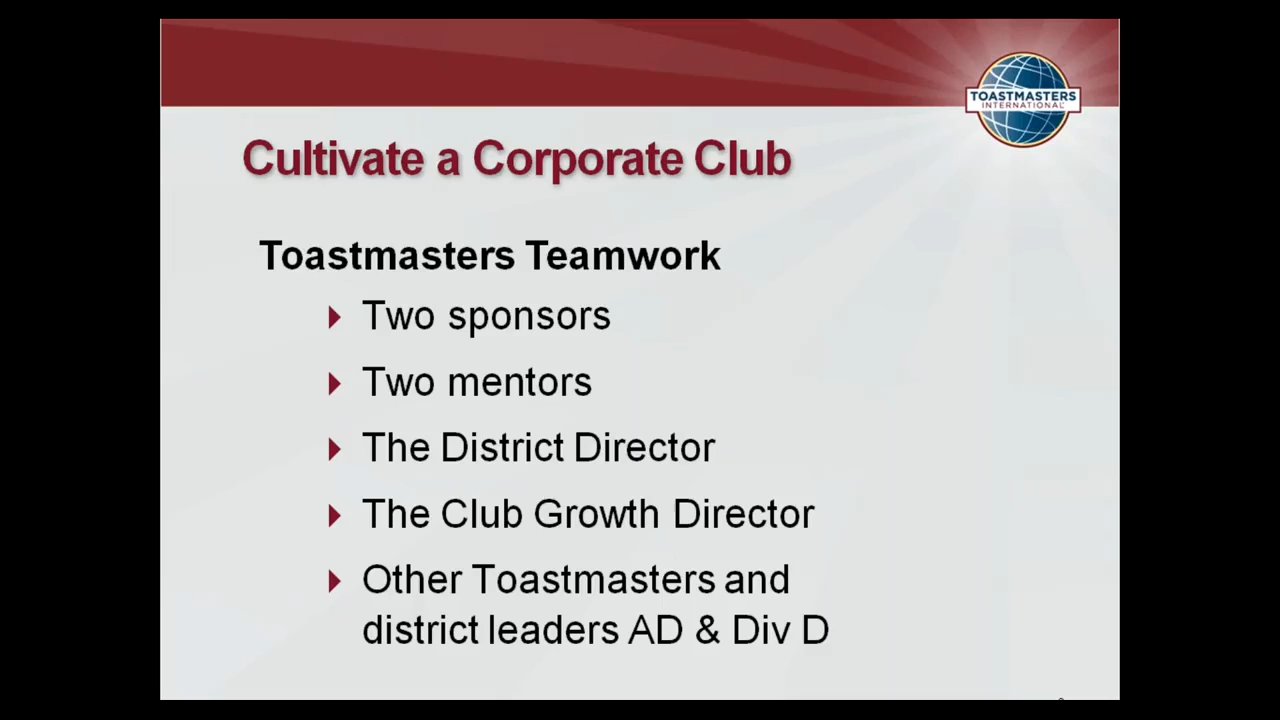 TOASTMASTERS
INTERNATIONAL
Cultivate a Corporate Club
Toastmasters Teamwork
Two sponsors
Two mentors
The District Director
The Club Growth Director
Other Toastmasters and
district leaders AD & Div D